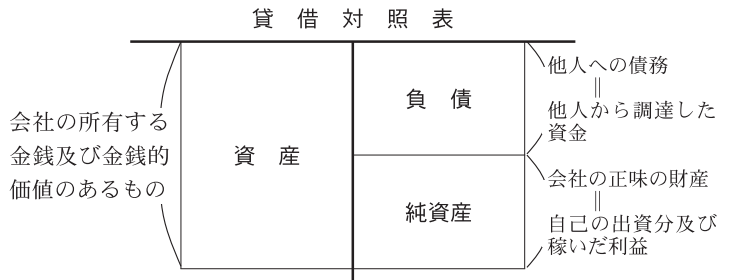 貸借対照表
会社の所有する
金銭及び金銭的
価値のあるもの
資産
負債
純資産
他人への債務
||
他人から調達した
資金
会社の正味の財産
||
自己の出資分及び
稼いだ利益